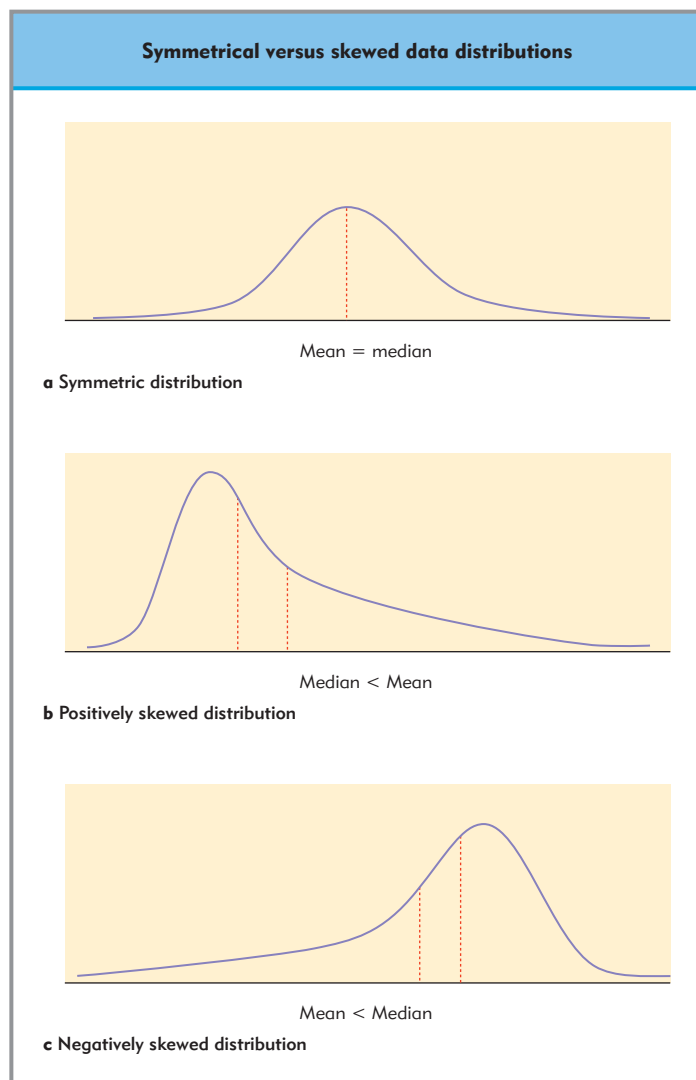 Symmetrical versus skewed data distributions
Mean = median
a Symmetric distribution
Median < Mean
b Positively skewed distribution
Mean < Median
c Negatively skewed distribution